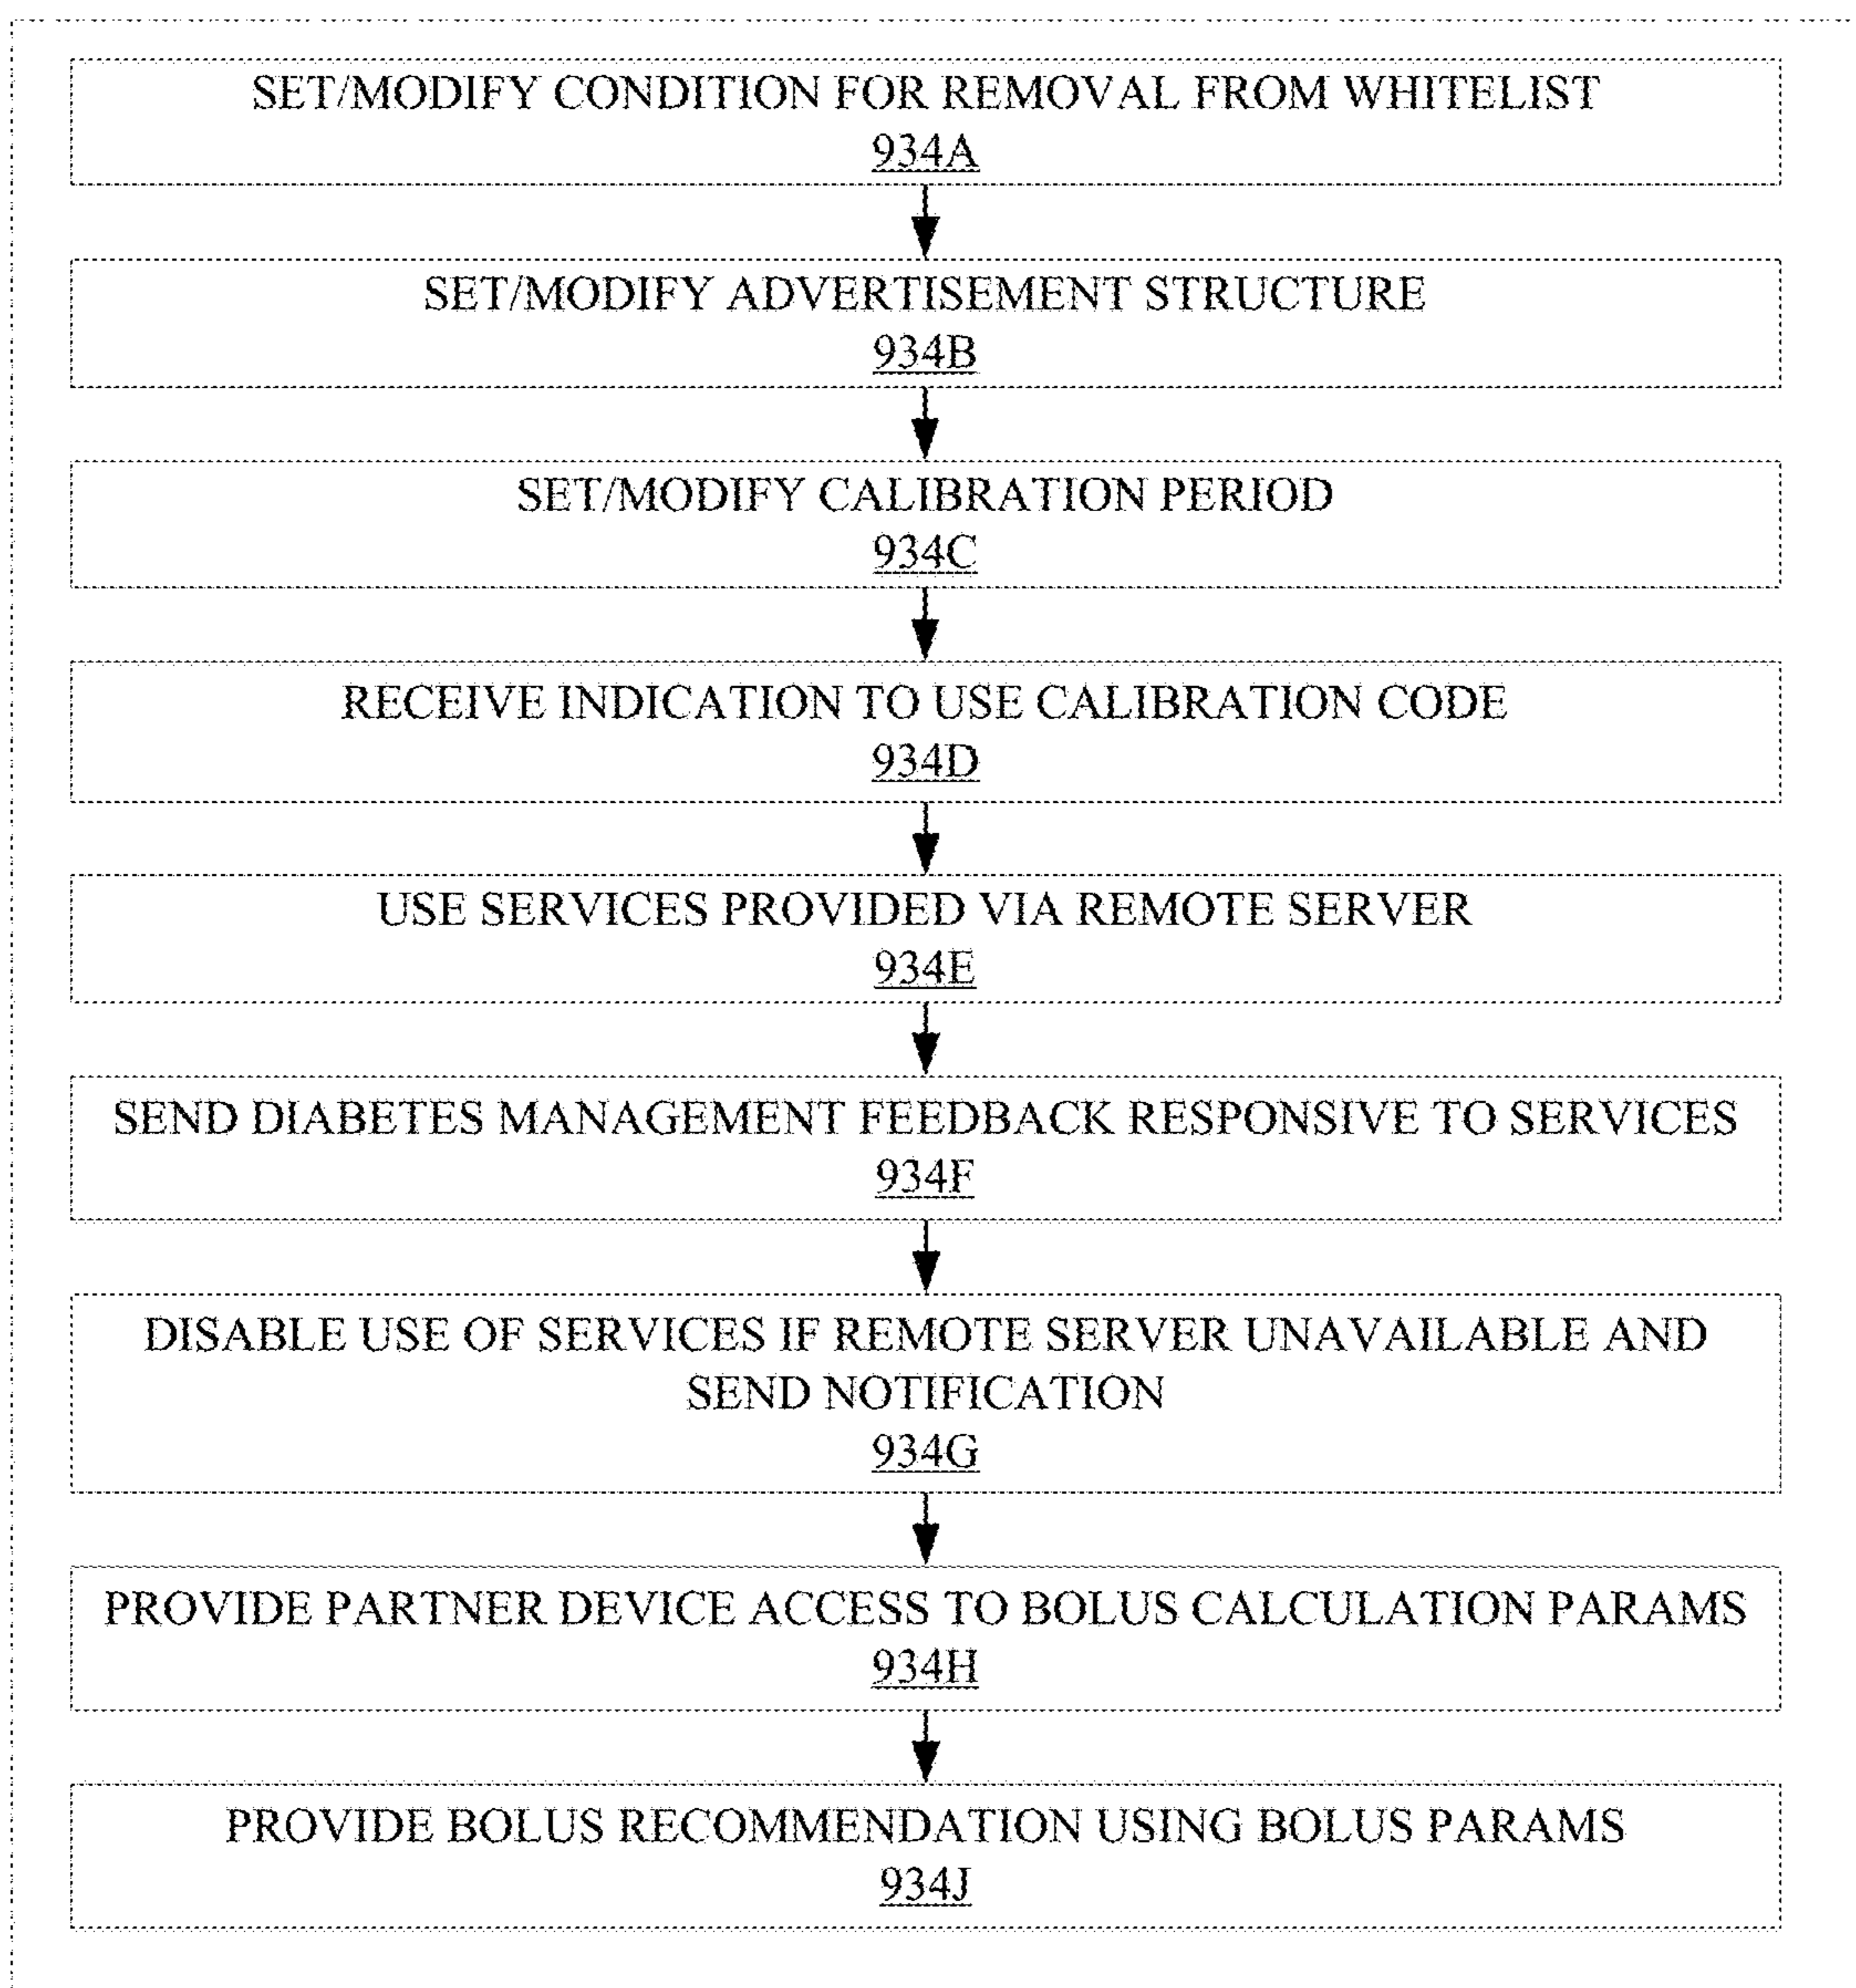 SET/MODIFY CONDITION FOR REMOVAL FROM WHITELIST
934A
SET/MODIFY ADVERTISEMENT STRUCTURE
934B
SET/MODIFY CALIBRATION PERIOD
934C
RECEIVE INDICATION TO USE CALIBRATION CODE
934D
USE SERVICES PROVIDED VIA REMOTE SERVER
934E
SEND DIABETES MANAGEMENT FEEDBACK RESPONSIVE TO SERVICES
934F
DISABLE USE OF SERVICES IF REMOTE SERVER UNAVAILABLE AND
SEND NOTIFICATION
934G
PROVIDE PARTNER DEVICE ACCESS TO BOLUS CALCULATION PARAMS
934H
PROVIDE BOLUS RECOMMENDATION USING BOLUS PARAMS
934J